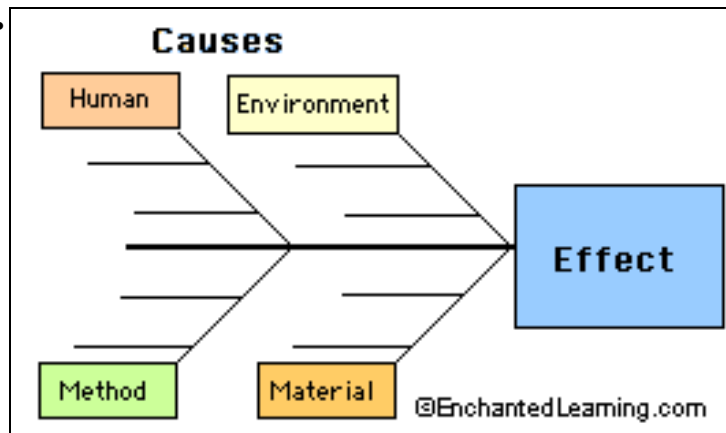 Causes
Human
Environment
Effect
Method
Material
©EnchantedLearning.com